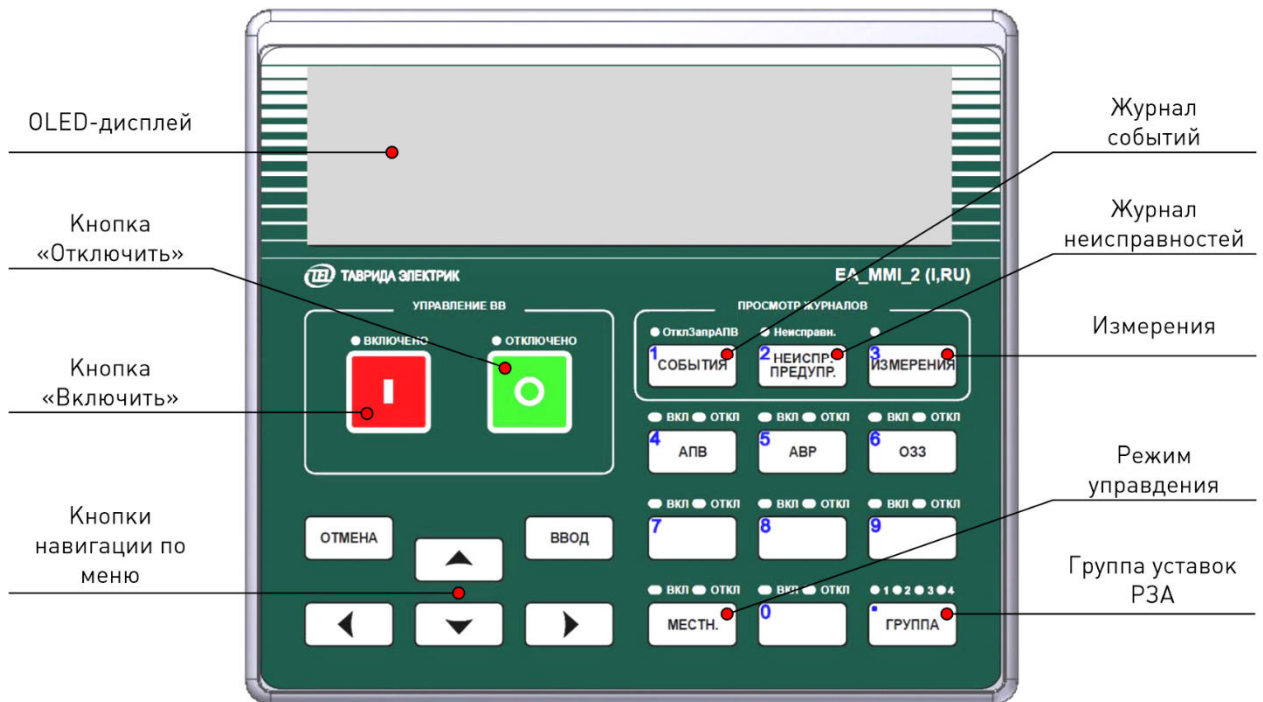 OLED-дисплей
Кнопка
«Отключить»
Кнопка
«Включить»
Кнопки
навигации по
меню
Журнал
событий
Журнал
неисправностей
Измерения
Режим
управдения
Группа уставок
РЗА
TEL ТАВРИДА ЭЛЕКТРИК
EA_MMI_2 (I,RU)
УПРАВЛЕНИЕ ВВ
ВКЛЮЧЕНО
ОТКЛЮЧЕНО
I
O
ПРОСМОТР ЖУРНАЛОВ
ОтклЗапрАПВ
Неисправн.
1
СОБЫТИЯ
2
НЕИСПР.
ПРЕДУПР.
3
ИЗМЕРЕНИЯ
ВКЛ ОТКЛ
ВКЛ ОТКЛ
ВКЛ ОТКЛ
4
АПВ
5
АВР
6
ОЗЗ
ВКЛ ОТКЛ
ВКЛ ОТКЛ
ВКЛ ОТКЛ
7
8
9
ВКЛ ОТКЛ
ВКЛ ОТКЛ
1 2 3 4
МЕСТН.
0
ГРУППА
ОТМЕНА
ВВОД